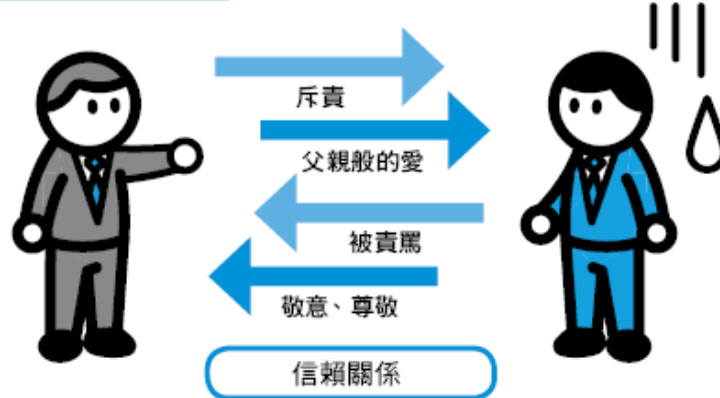 斥責
父親般的愛
被責罵
敬意、尊敬
信賴關係